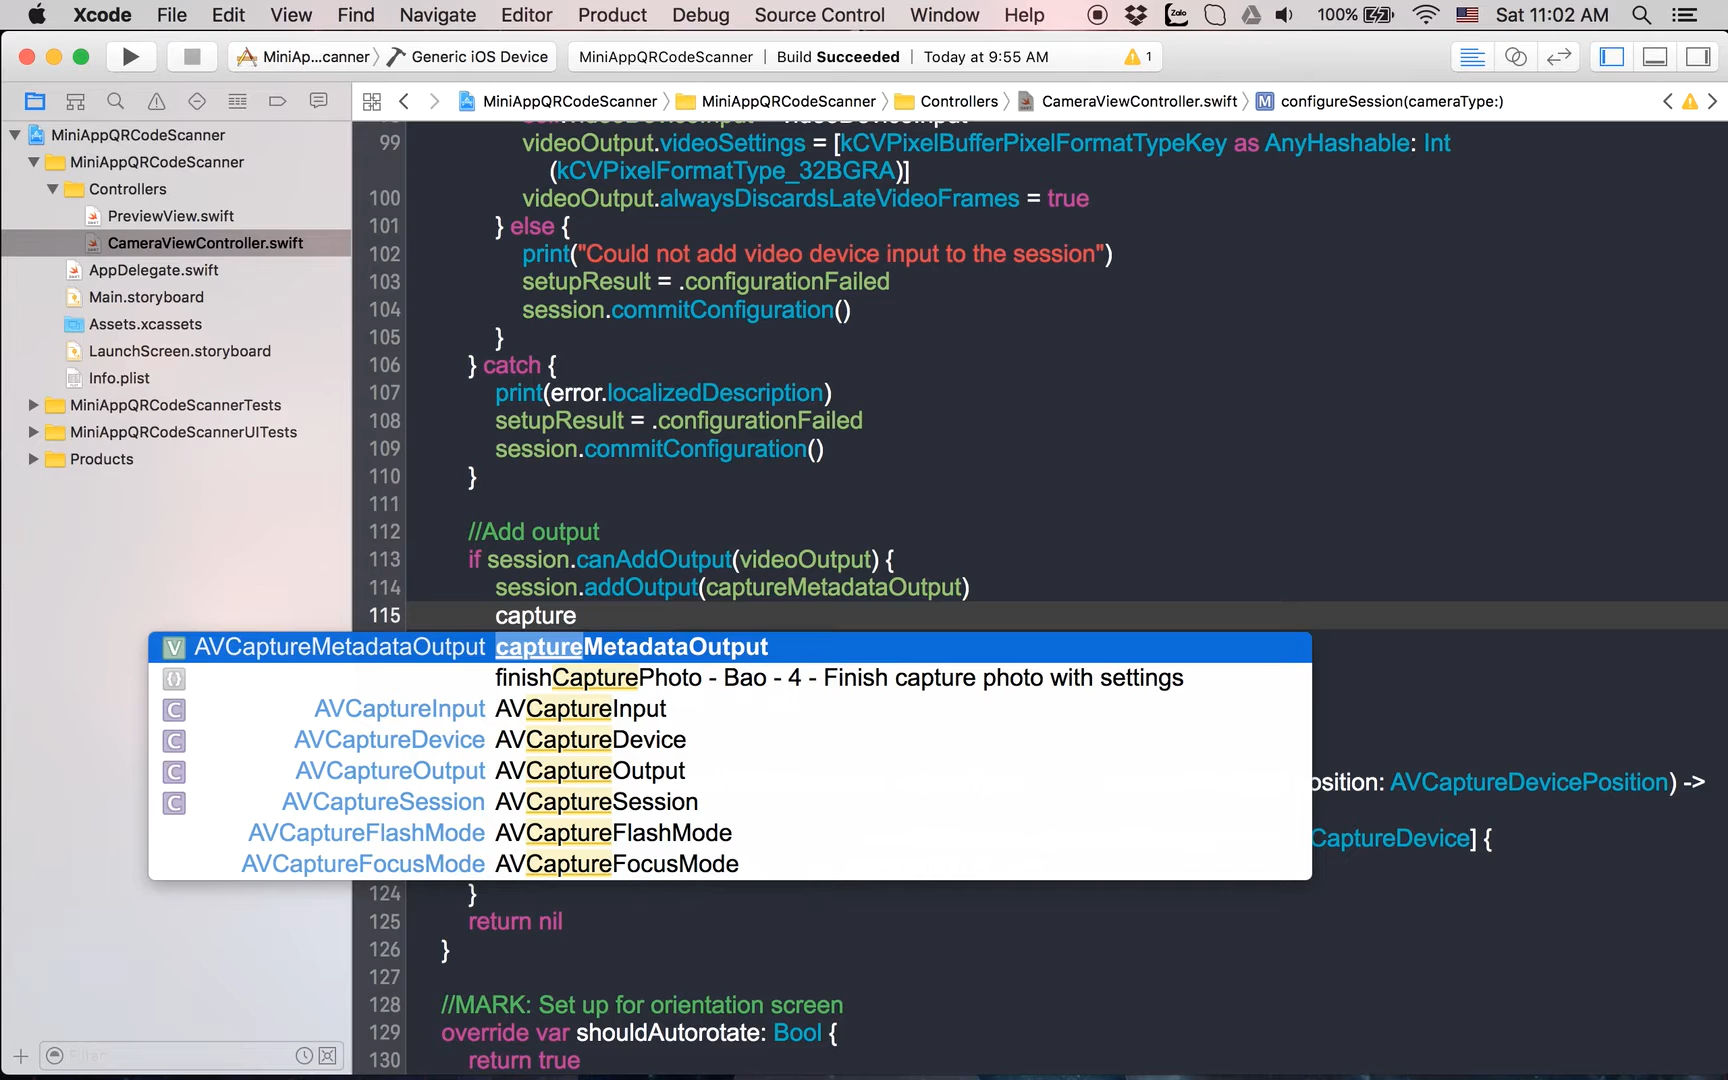 Xcode File Edit View Find Navigate Editor Product Debug Source Control Window Help Zalo 100% Sat 11:02 AM
MiniAp...canner Generic iOS Device MiniAppQRCodeScanner | Build Succeeded | Today at 9:55 AM 1
MiniAppQRCodeScanner MiniAppQRCodeScanner Controllers CameraViewController.swift M configureSession(cameraType:)
MiniAppQRCodeScanner
MiniAppQRCodeScanner
Controllers
PreviewView.swift
CameraViewController.swift
AppDelegate.swift
Main.storyboard
Assets.xcassets
LaunchScreen.storyboard
Info.plist
MiniAppQRCodeScannerTests
MiniAppQRCodeScannerUITests
Products
Filter
99 videoOutput.videoSettings = [kCVPixelBufferPixelFormatTypeKey as AnyHashable: Int
(kCVPixelFormatType_32BGRA)]
100 videoOutput.alwaysDiscardsLateVideoFrames = true
101 } else {
102 print("Could not add video device input to the session")
103 setupResult = .configurationFailed
104 session.commitConfiguration()
105 }
106 } catch {
107 print(error.localizedDescription)
108 setupResult = .configurationFailed
109 session.commitConfiguration()
110 }
111
112 //Add output
113 if session.canAddOutput(videoOutput) {
114 session.addOutput(captureMetadataOutput)
115 capture
V AVCaptureMetadataOutput captureMetadataOutput
{} finishCapturePhoto - Bao - 4 - Finish capture photo with settings
C AVCaptureInput AVCaptureInput
C AVCaptureDevice AVCaptureDevice
C AVCaptureOutput AVCaptureOutput
C AVCaptureSession AVCaptureSession
AVCaptureFlashMode AVCaptureFlashMode
AVCaptureFocusMode AVCaptureFocusMode
sition: AVCaptureDevicePosition) ->
CaptureDevice] {
124 }
125 return nil
126 }
127
128 //MARK: Set up for orientation screen
129 override var shouldAutorotate: Bool {
130 return true